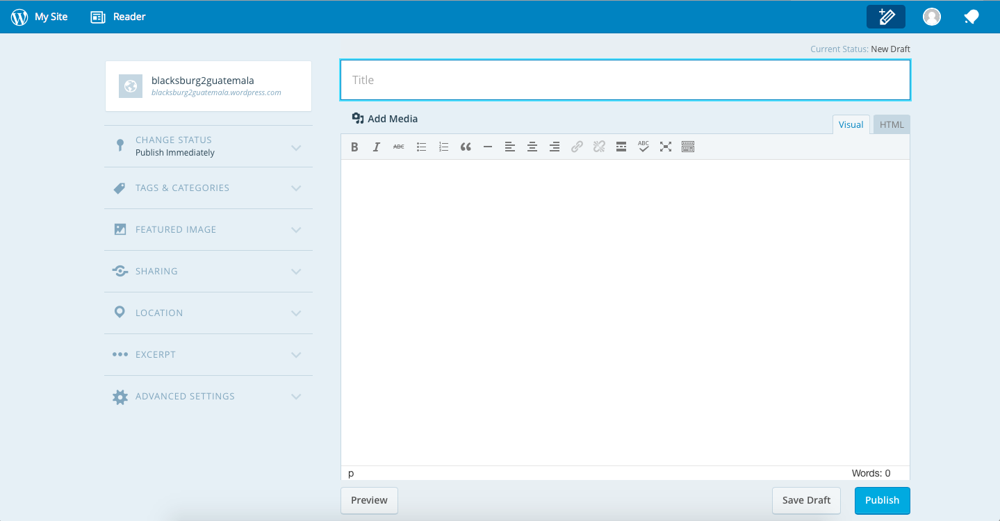 My Site
Reader
Current Status: New Draft
blacksburg2guatemala
blacksburg2guatemala.wordpress.com
Title
CHANGE STATUS
Publish Immediately
TAGS & CATEGORIES
FEATURED IMAGE
SHARING
LOCATION
EXCERPT
ADVANCED SETTINGS
Add Media
Visual
HTML
B I ABC ABC
p
Words: 0
Preview
Save Draft
Publish